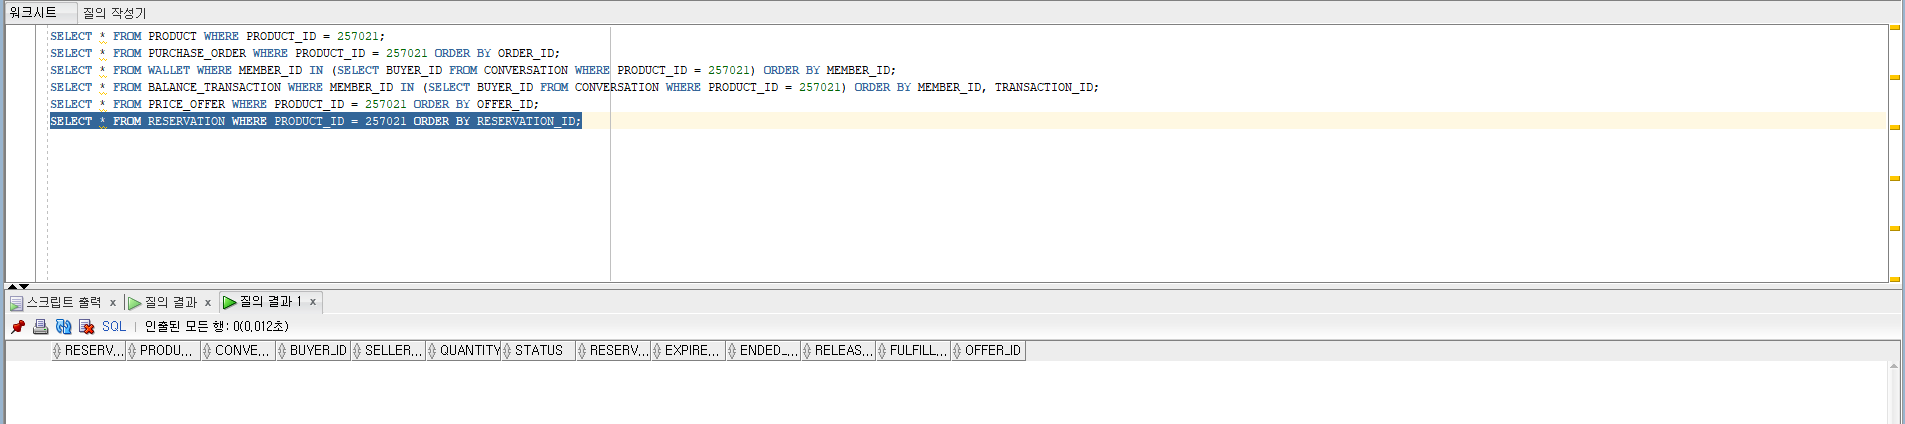 워크시트 질의 작성기
SELECT * FROM PRODUCT WHERE PRODUCT_ID = 257021;
SELECT * FROM PURCHASE_ORDER WHERE PRODUCT_ID = 257021 ORDER BY ORDER_ID;
SELECT * FROM WALLET WHERE MEMBER_ID IN (SELECT BUYER_ID FROM CONVERSATION WHERE PRODUCT_ID = 257021) ORDER BY MEMBER_ID;
SELECT * FROM BALANCE_TRANSACTION WHERE MEMBER_ID IN (SELECT BUYER_ID FROM CONVERSATION WHERE PRODUCT_ID = 257021) ORDER BY MEMBER_ID, TRANSACTION_ID;
SELECT * FROM PRICE_OFFER WHERE PRODUCT_ID = 257021 ORDER BY OFFER_ID;
SELECT * FROM RESERVATION WHERE PRODUCT_ID = 257021 ORDER BY RESERVATION_ID;
스크립트 출력 x 질의 결과 x 질의 결과 1 x
SQL | 인출된 모든 행: 0(0,012초)
RESERV... PRODU... CONVE... BUYER_ID SELLER... QUANTITY STATUS RESERV... EXPIRE... ENDED_... RELEAS... FULFILL... OFFER_ID